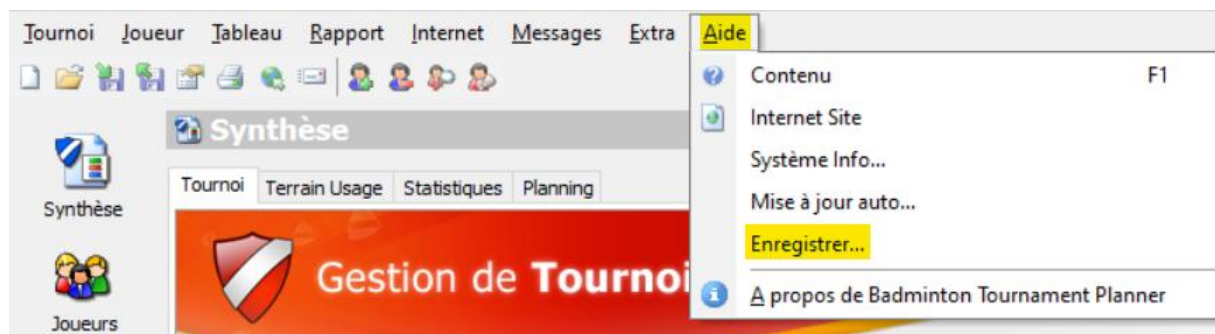 Tournoi Joueur Tableau Rapport Internet Messages Extra Aide
Contenu F1
Internet Site
Système Info...
Mise à jour auto...
Enregistrer...
A propos de Badminton Tournament Planner
Synthèse
Tournoi Terrain Usage Statistiques Planning
Gestion de Tournoi
Synthèse
Joueurs